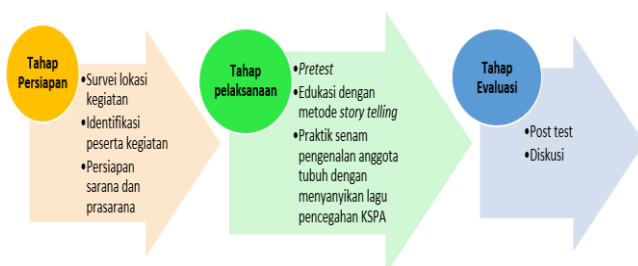 Tahap
Persiapan
•Survei lokasi
kegiatan
•Identifikasi
peserta kegiatan
•Persiapan
sarana dan
prasarana
Tahap
pelaksanaan
•Pretest
•Edukasi dengan
metode story telling
•Praktik senam
pengenalan anggota
tubuh dengan
menyanyikan lagu
pencegahan KSPA
Tahap
Evaluasi
•Post test
•Diskusi